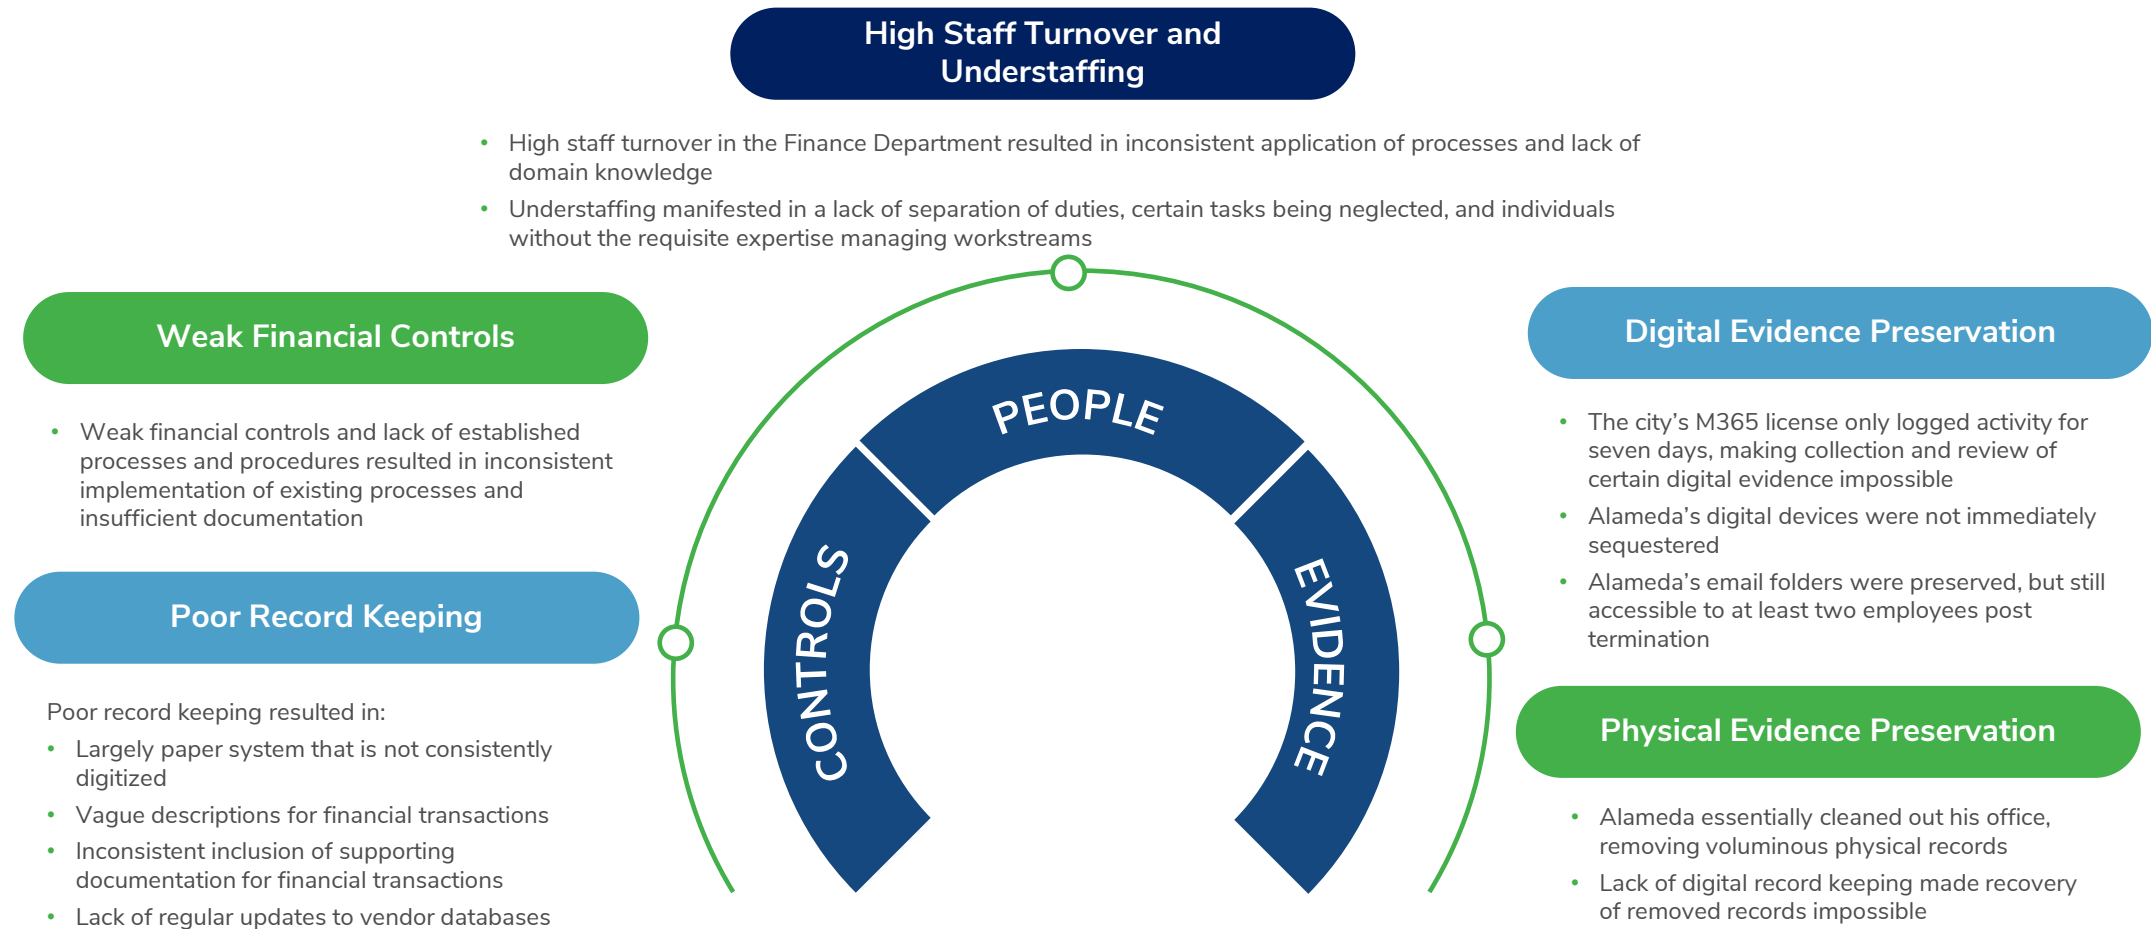 High Staff Turnover and
Understaffing
• High staff turnover in the Finance Department resulted in inconsistent application of processes and lack of
domain knowledge
• Understaffing manifested in a lack of separation of duties, certain tasks being neglected, and individuals
without the requisite expertise managing workstreams
Weak Financial Controls
• Weak financial controls and lack of established
processes and procedures resulted in inconsistent
implementation of existing processes and
insufficient documentation
Poor Record Keeping
Poor record keeping resulted in:
• Largely paper system that is not consistently
digitized
• Vague descriptions for financial transactions
• Inconsistent inclusion of supporting
documentation for financial transactions
• Lack of regular updates to vendor databases
CONTROLS
PEOPLE
EVIDENCE
Digital Evidence Preservation
• The city’s M365 license only logged activity for
seven days, making collection and review of
certain digital evidence impossible
• Alameda’s digital devices were not immediately
sequestered
• Alameda’s email folders were preserved, but still
accessible to at least two employees post
termination
Physical Evidence Preservation
• Alameda essentially cleaned out his office,
removing voluminous physical records
• Lack of digital record keeping made recovery
of removed records impossible